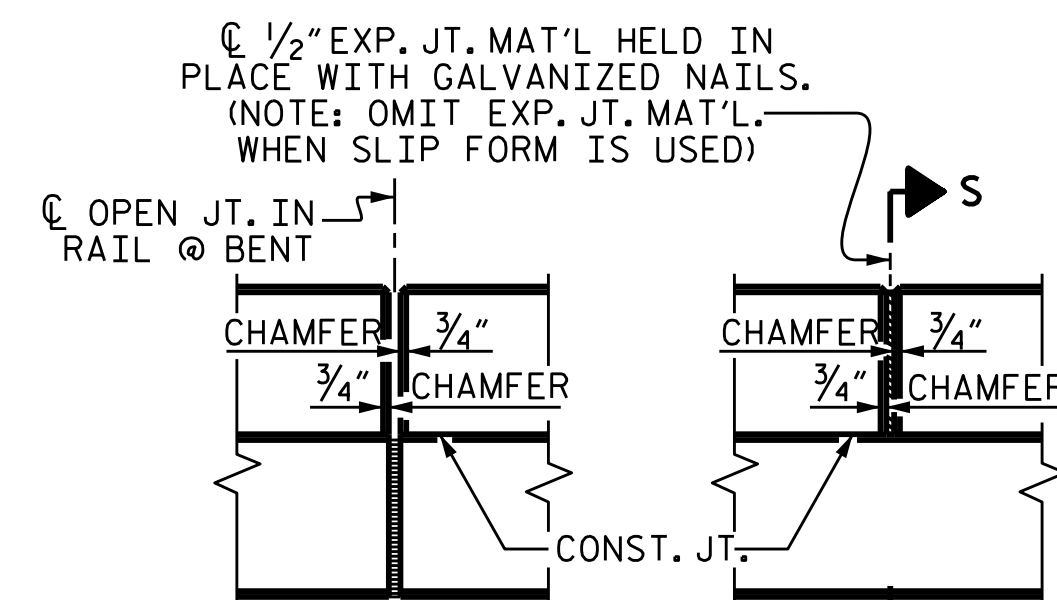 ℄ 1/2" EXP. JT. MAT'L HELD IN
PLACE WITH GALVANIZED NAILS.
(NOTE: OMIT EXP. JT. MAT'L.
WHEN SLIP FORM IS USED)
℄ OPEN JT. IN
RAIL @ BENT
S
CHAMFER
3/4"
3/4"
CHAMFER
CHAMFER
3/4"
3/4"
CHAMFER
CONST. JT.